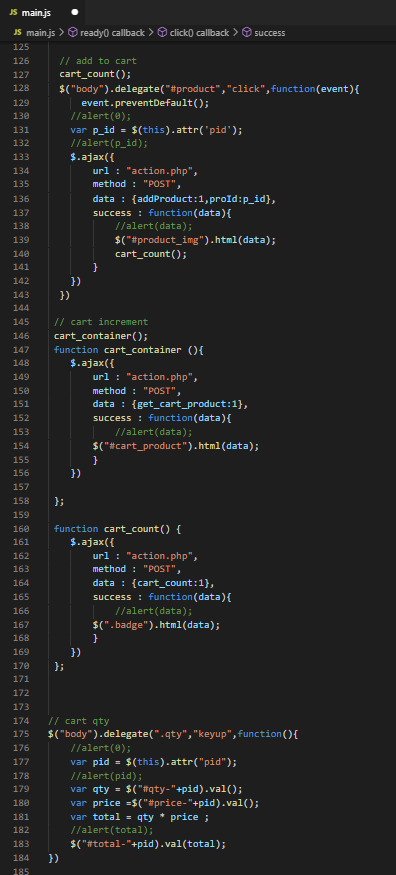 JS main.js ●
JS main.js > ready() callback > click() callback > success
125
126 // add to cart
127 cart_count();
128 $("body").delegate("#product","click",function(event){
129 event.preventDefault();
130 //alert(0);
131 var p_id = $(this).attr('pid');
132 //alert(p_id);
133 $.ajax({
134 url : "action.php",
135 method : "POST",
136 data : {addProduct:1,proId:p_id},
137 success : function(data){
138 //alert(data);
139 $("#product_img").html(data);
140 cart_count();
141 }
142 })
143 })
144
145 // cart increment
146 cart_container();
147 function cart_container (){
148 $.ajax({
149 url : "action.php",
150 method : "POST",
151 data : {get_cart_product:1},
152 success : function(data){
153 //alert(data);
154 $("#cart_product").html(data);
155 }
156 })
157
158 };
159
160 function cart_count() {
161 $.ajax({
162 url : "action.php",
163 method : "POST",
164 data : {cart_count:1},
165 success : function(data){
166 //alert(data);
167 $(".badge").html(data);
168 }
169 })
170 };
171
172
173
174 // cart qty
175 $("body").delegate(".qty","keyup",function(){
176 //alert(0);
177 var pid = $(this).attr("pid");
178 //alert(pid);
179 var qty = $("#qty-"+pid).val();
180 var price =$("#price-"+pid).val();
181 var total = qty * price ;
182 //alert(total);
183 $("#total-"+pid).val(total);
184 })
185